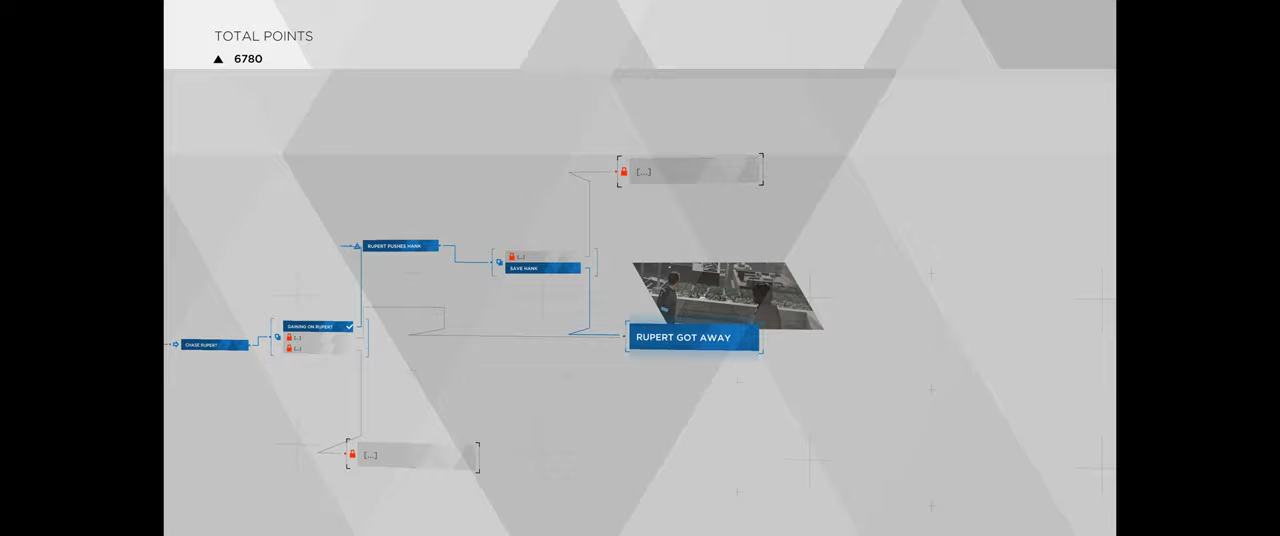 TOTAL POINTS
6780
[...]
RUPERT PUSHES HANK
[...]
SAVE HANK
GAINING ON RUPERT
[...]
[...]
CHASE RUPERT
RUPERT GOT AWAY
[...]